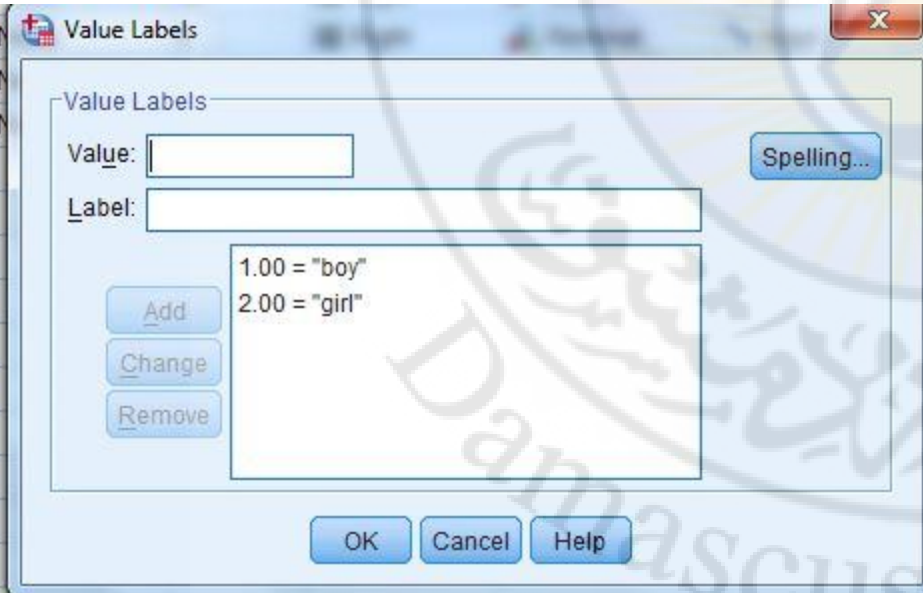 Value Labels
Value Labels
Value:
Spelling...
Label:
1.00 = "boy"
2.00 = "girl"
Add
Change
Remove
OK
Cancel
Help
Damascus